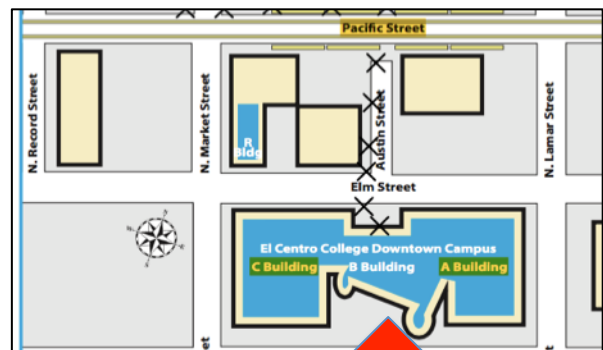 Pacific Street
N. Record Street
N. Market Street
Austin Street
N. Lamar Street
R
Bldg
Elm Street
El Centro College Downtown Campus
C Building
B Building
A Building